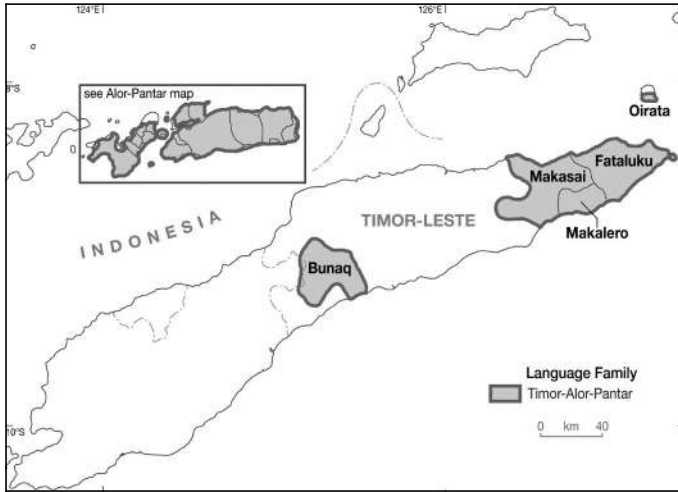 124°E
126°E
8°S
see Alor-Pantar map
Oirata
Fataluku
Makasai
INDONESIA
TIMOR-LESTE
Makalero
Bunaq
Language Family
Timor-Alor-Pantar
10°S
0 km 40